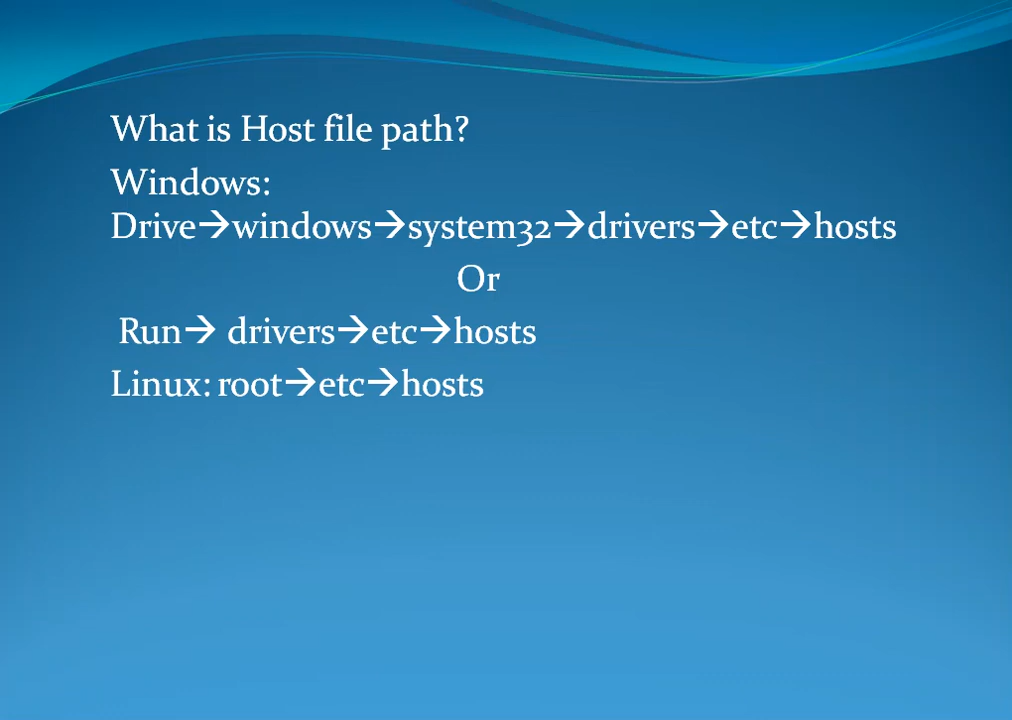 What is Host file path?
Windows:
Drive→windows→system32→drivers→etc→hosts
Or
Run→ drivers→etc→hosts
Linux: root→etc→hosts